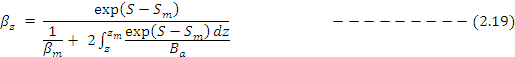 β_z = exp(S − S_m) / (1/β_m + 2 ∫_z^{z_m} exp(S − S_m) dz / B_a) − − − − − − − − − (2.19)